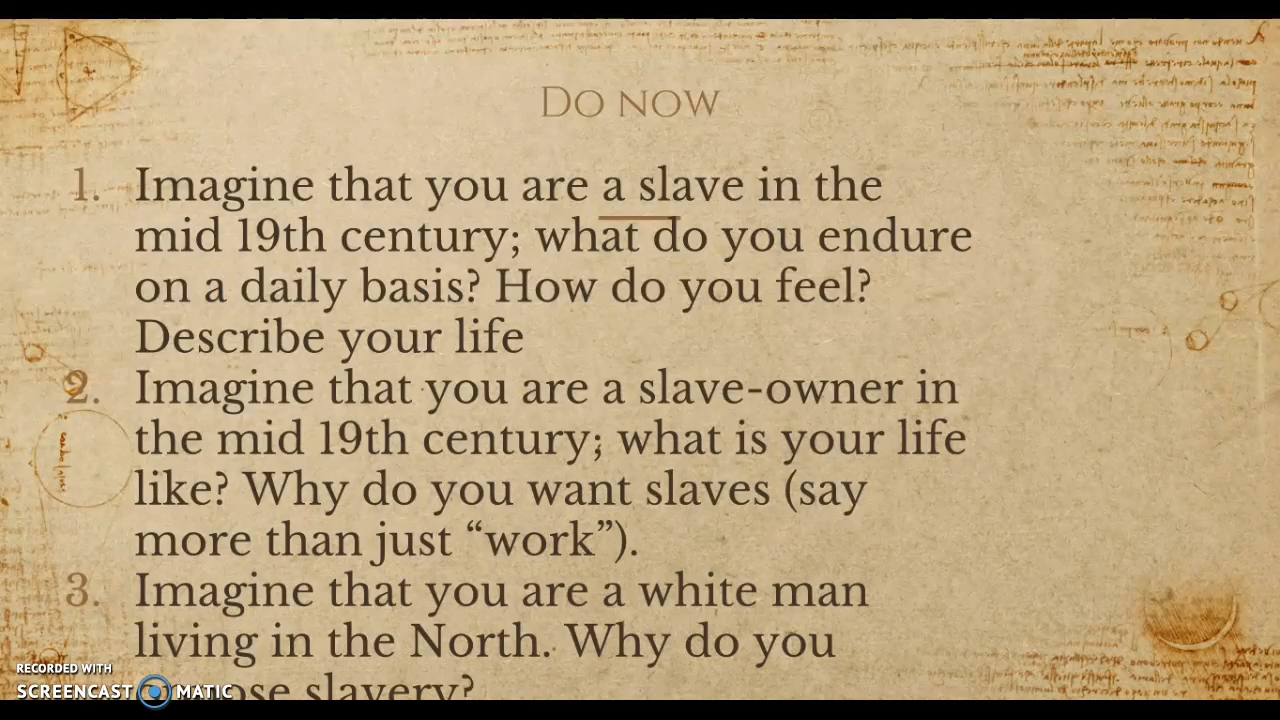 Do now
1. Imagine that you are a slave in the
mid 19th century; what do you endure
on a daily basis? How do you feel?
Describe your life
2. Imagine that you are a slave-owner in
the mid 19th century; what is your life
like? Why do you want slaves (say
more than just “work”).
3. Imagine that you are a white man
living in the North. Why do you
slavery?
RECORDED WITH
SCREENCAST MATIC